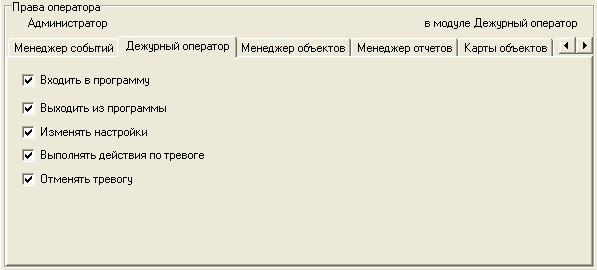 Права оператора
Администратор в модуле Дежурный оператор
Менеджер событий Дежурный оператор Менеджер объектов Менеджер отчетов Карты объектов
Входить в программу
Выходить из программы
Изменять настройки
Выполнять действия по тревоге
Отменять тревогу